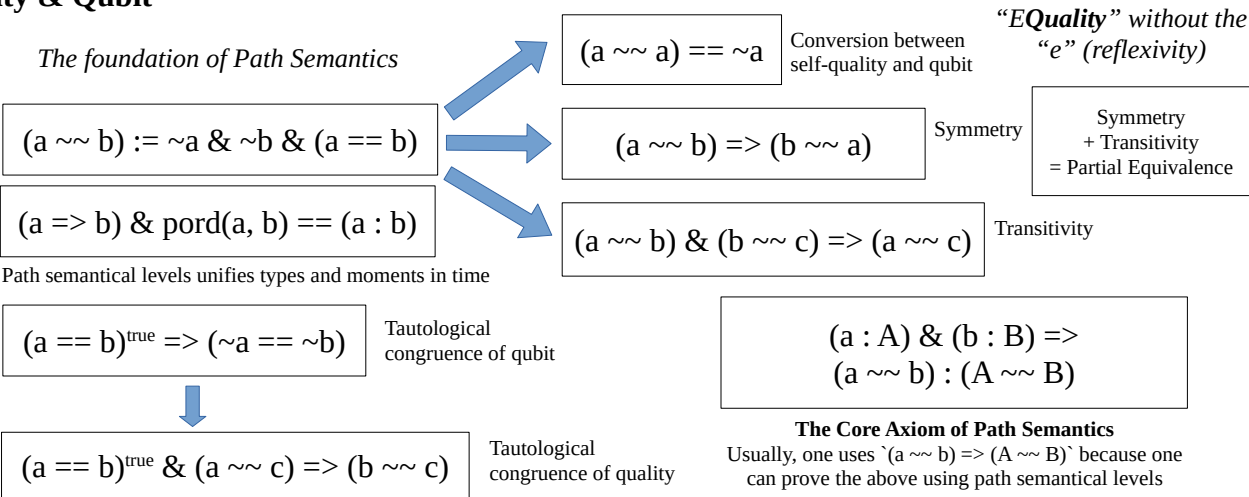 & Qubit
The foundation of Path Semantics
(a ~~ b) := ~a & ~b & (a == b)
(a => b) & pord(a, b) == (a : b)
Path semantical levels unifies types and moments in time
(a ~~ a) == ~a
Conversion between
self-quality and qubit
(a ~~ b) => (b ~~ a)
Symmetry
(a ~~ b) & (b ~~ c) => (a ~~ c)
Transitivity
“EQuality” without the
“e” (reflexivity)
Symmetry
+ Transitivity
= Partial Equivalence
(a == b)^true => (~a == ~b)
Tautological
congruence of qubit
(a == b)^true & (a ~~ c) => (b ~~ c)
Tautological
congruence of quality
(a : A) & (b : B) =>
(a ~~ b) : (A ~~ B)
The Core Axiom of Path Semantics
Usually, one uses `(a ~~ b) => (A ~~ B)` because one
can prove the above using path semantical levels